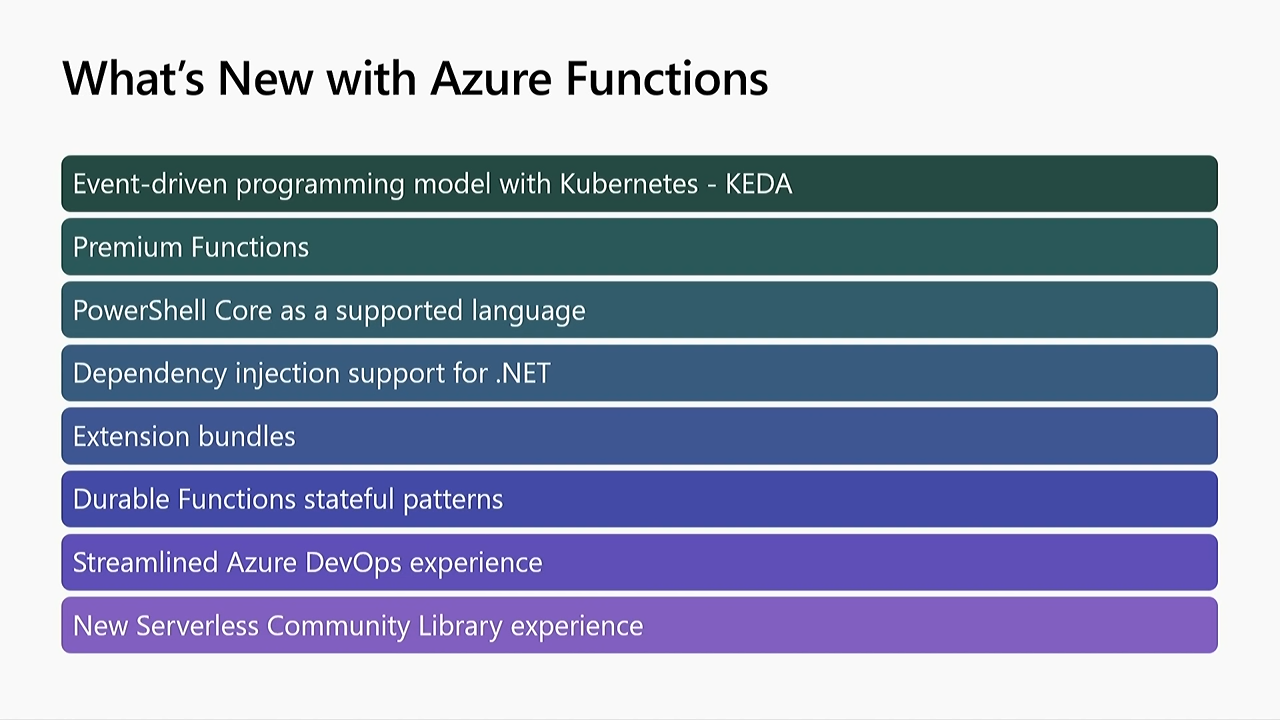 What’s New with Azure Functions
Event-driven programming model with Kubernetes - KEDA
Premium Functions
PowerShell Core as a supported language
Dependency injection support for .NET
Extension bundles
Durable Functions stateful patterns
Streamlined Azure DevOps experience
New Serverless Community Library experience